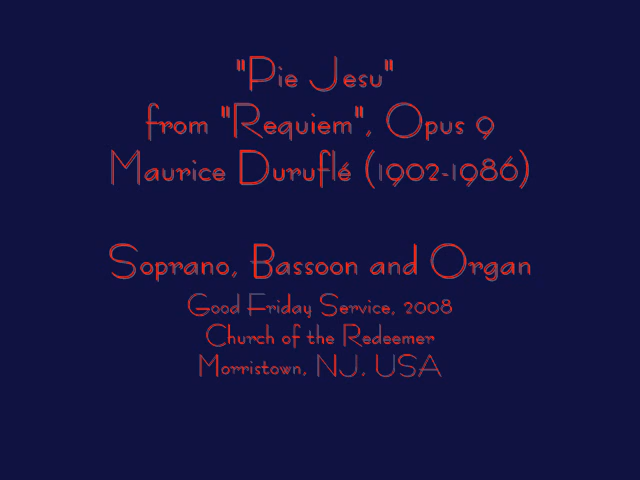 "Pie Jesu"
from "Requiem", Opus 9
Maurice Duruflé (1902-1986)
Soprano, Bassoon and Organ
Good Friday Service, 2008
Church of the Redeemer
Morristown, NJ, USA